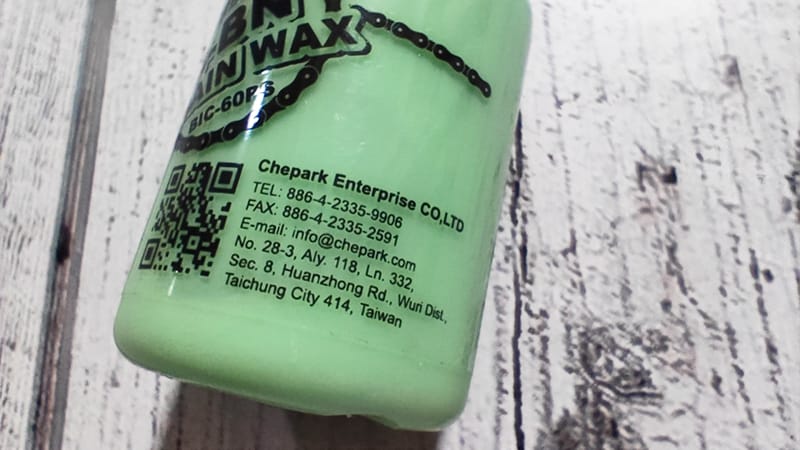 WAX
BIC-60PS
Chepark Enterprise CO,LTD
TEL: 886-4-2335-9906
FAX: 886-4-2335-2591
E-mail: info@chepark.com
No. 28-3, Aly. 118, Ln. 332,
Sec. 8, Huanzhong Rd., Wuri Dist.,
Taichung City 414, Taiwan